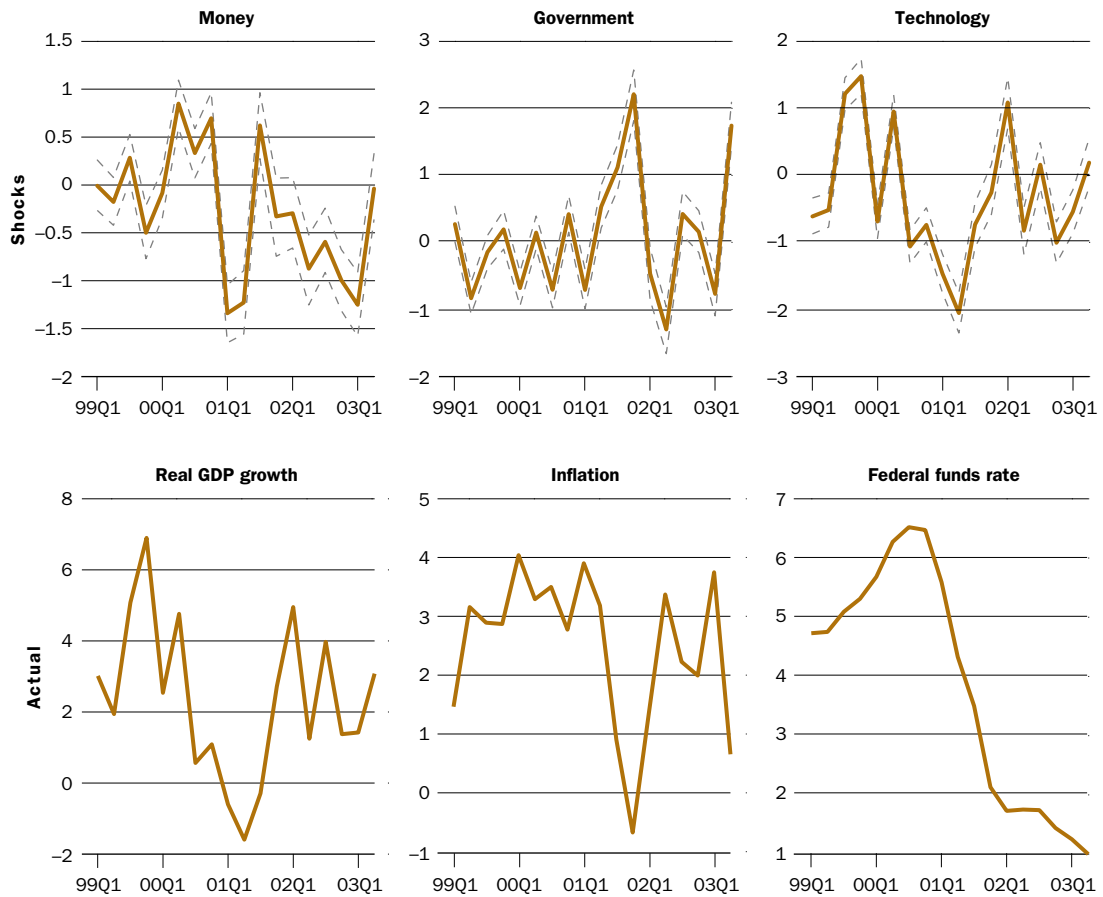 Money
Government
Technology
Shocks
1.5
1
0.5
0
–0.5
–1
–1.5
–2
99Q1 00Q1 01Q1 02Q1 03Q1
3
2
1
0
–1
–2
99Q1 00Q1 01Q1 02Q1 03Q1
2
1
0
–1
–2
–3
99Q1 00Q1 01Q1 02Q1 03Q1
Real GDP growth
Inflation
Federal funds rate
Actual
8
6
4
2
0
–2
99Q1 00Q1 01Q1 02Q1 03Q1
5
4
3
2
1
0
–1
99Q1 00Q1 01Q1 02Q1 03Q1
7
6
5
4
3
2
1
99Q1 00Q1 01Q1 02Q1 03Q1